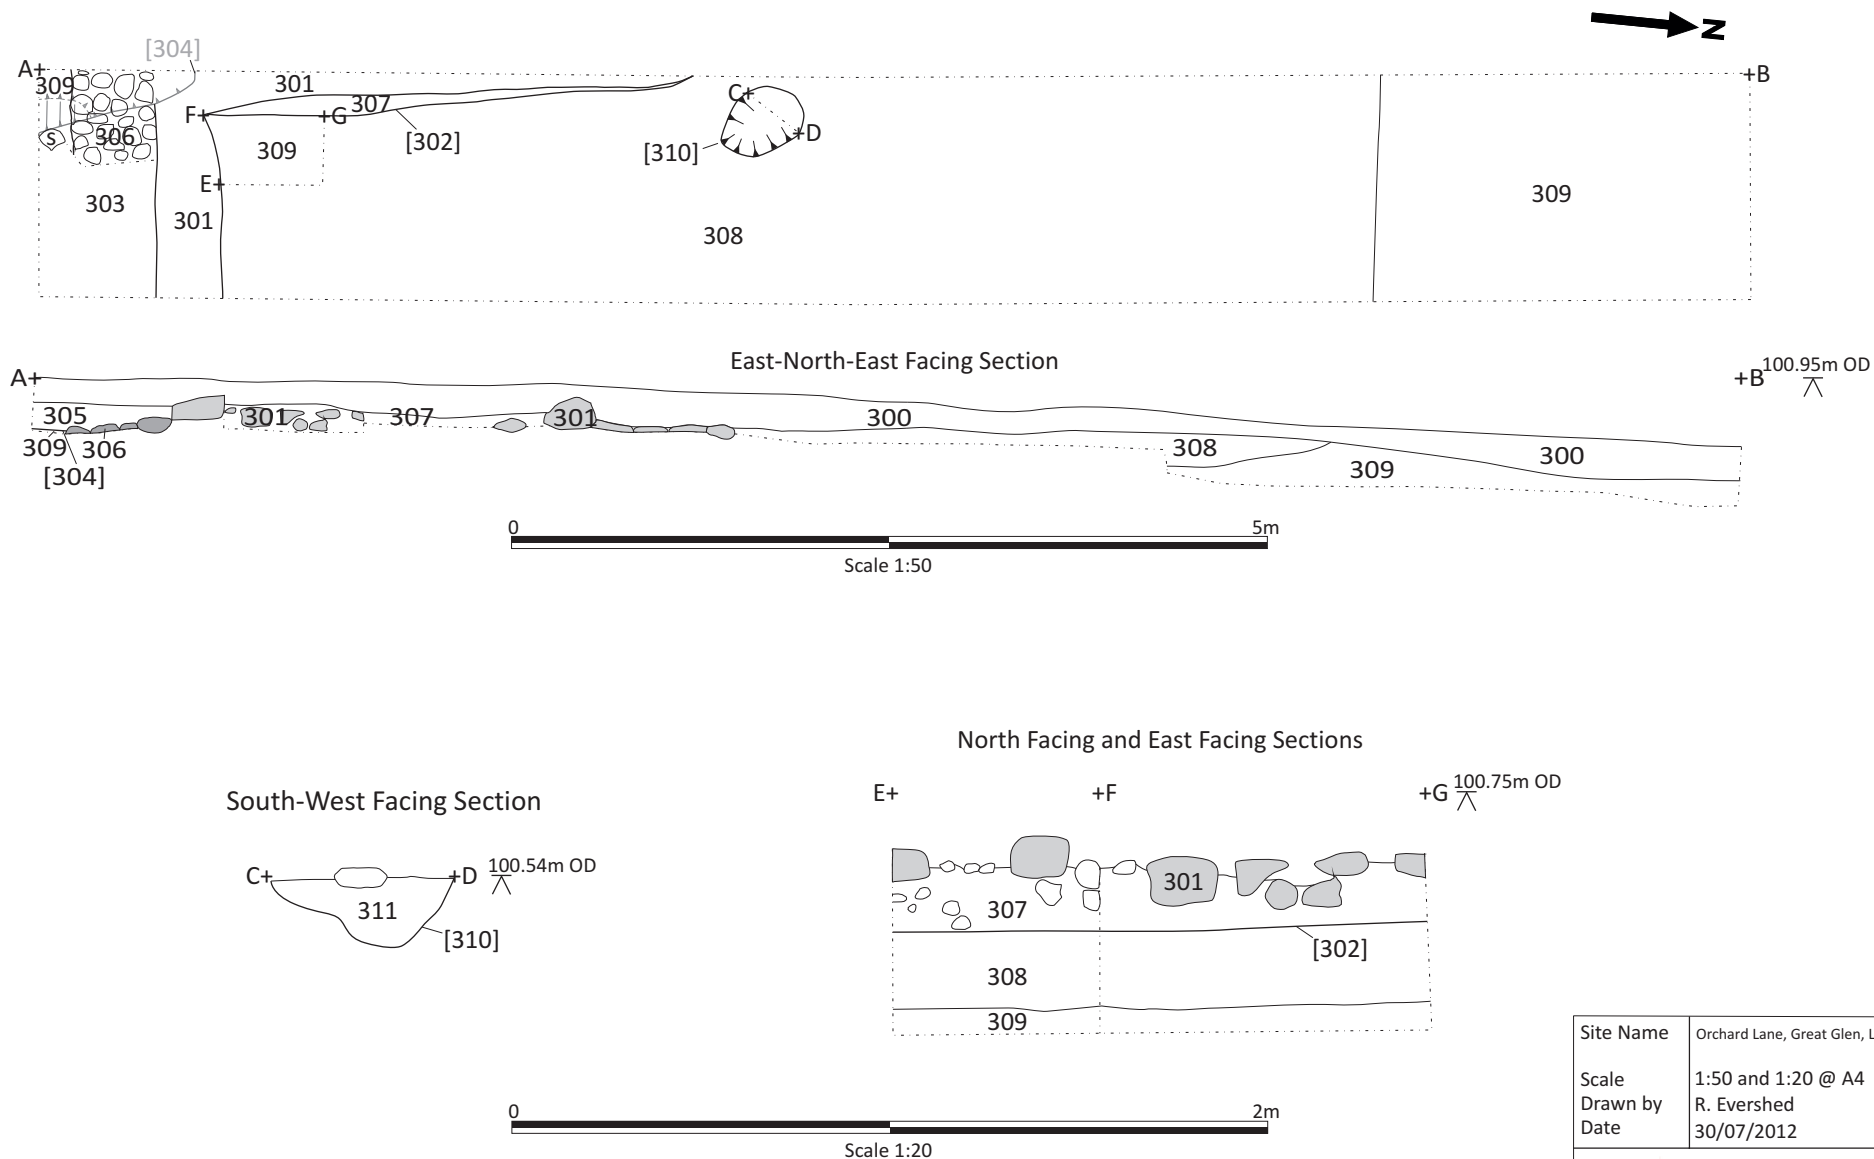 N
[304]
A+
+B
309
301
307
C+
F+
+G
[302]
+D
[310]
S
306
309
E+
303
301
308
309
East-North-East Facing Section
A+
+B
100.95m OD
305
301
307
301
300
309
306
[304]
308
309
300
0
5m
Scale 1:50
North Facing and East Facing Sections
South-West Facing Section
E+
+F
+G
100.75m OD
C+
+D
100.54m OD
311
[310]
301
307
[302]
308
309
Site Name
Orchard Lane, Great Glen, L
Scale
1:50 and 1:20 @ A4
Drawn by
R. Evershed
Date
30/07/2012
0
2m
Scale 1:20